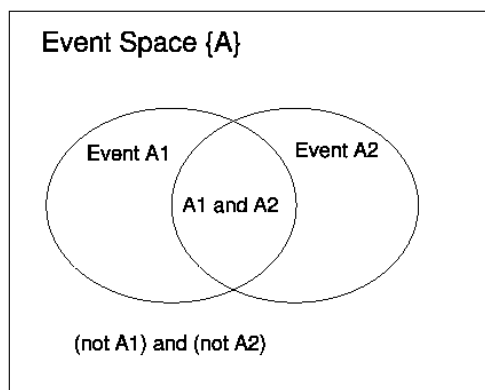 Event Space {A}
Event A1
Event A2
A1 and A2
(not A1) and (not A2)